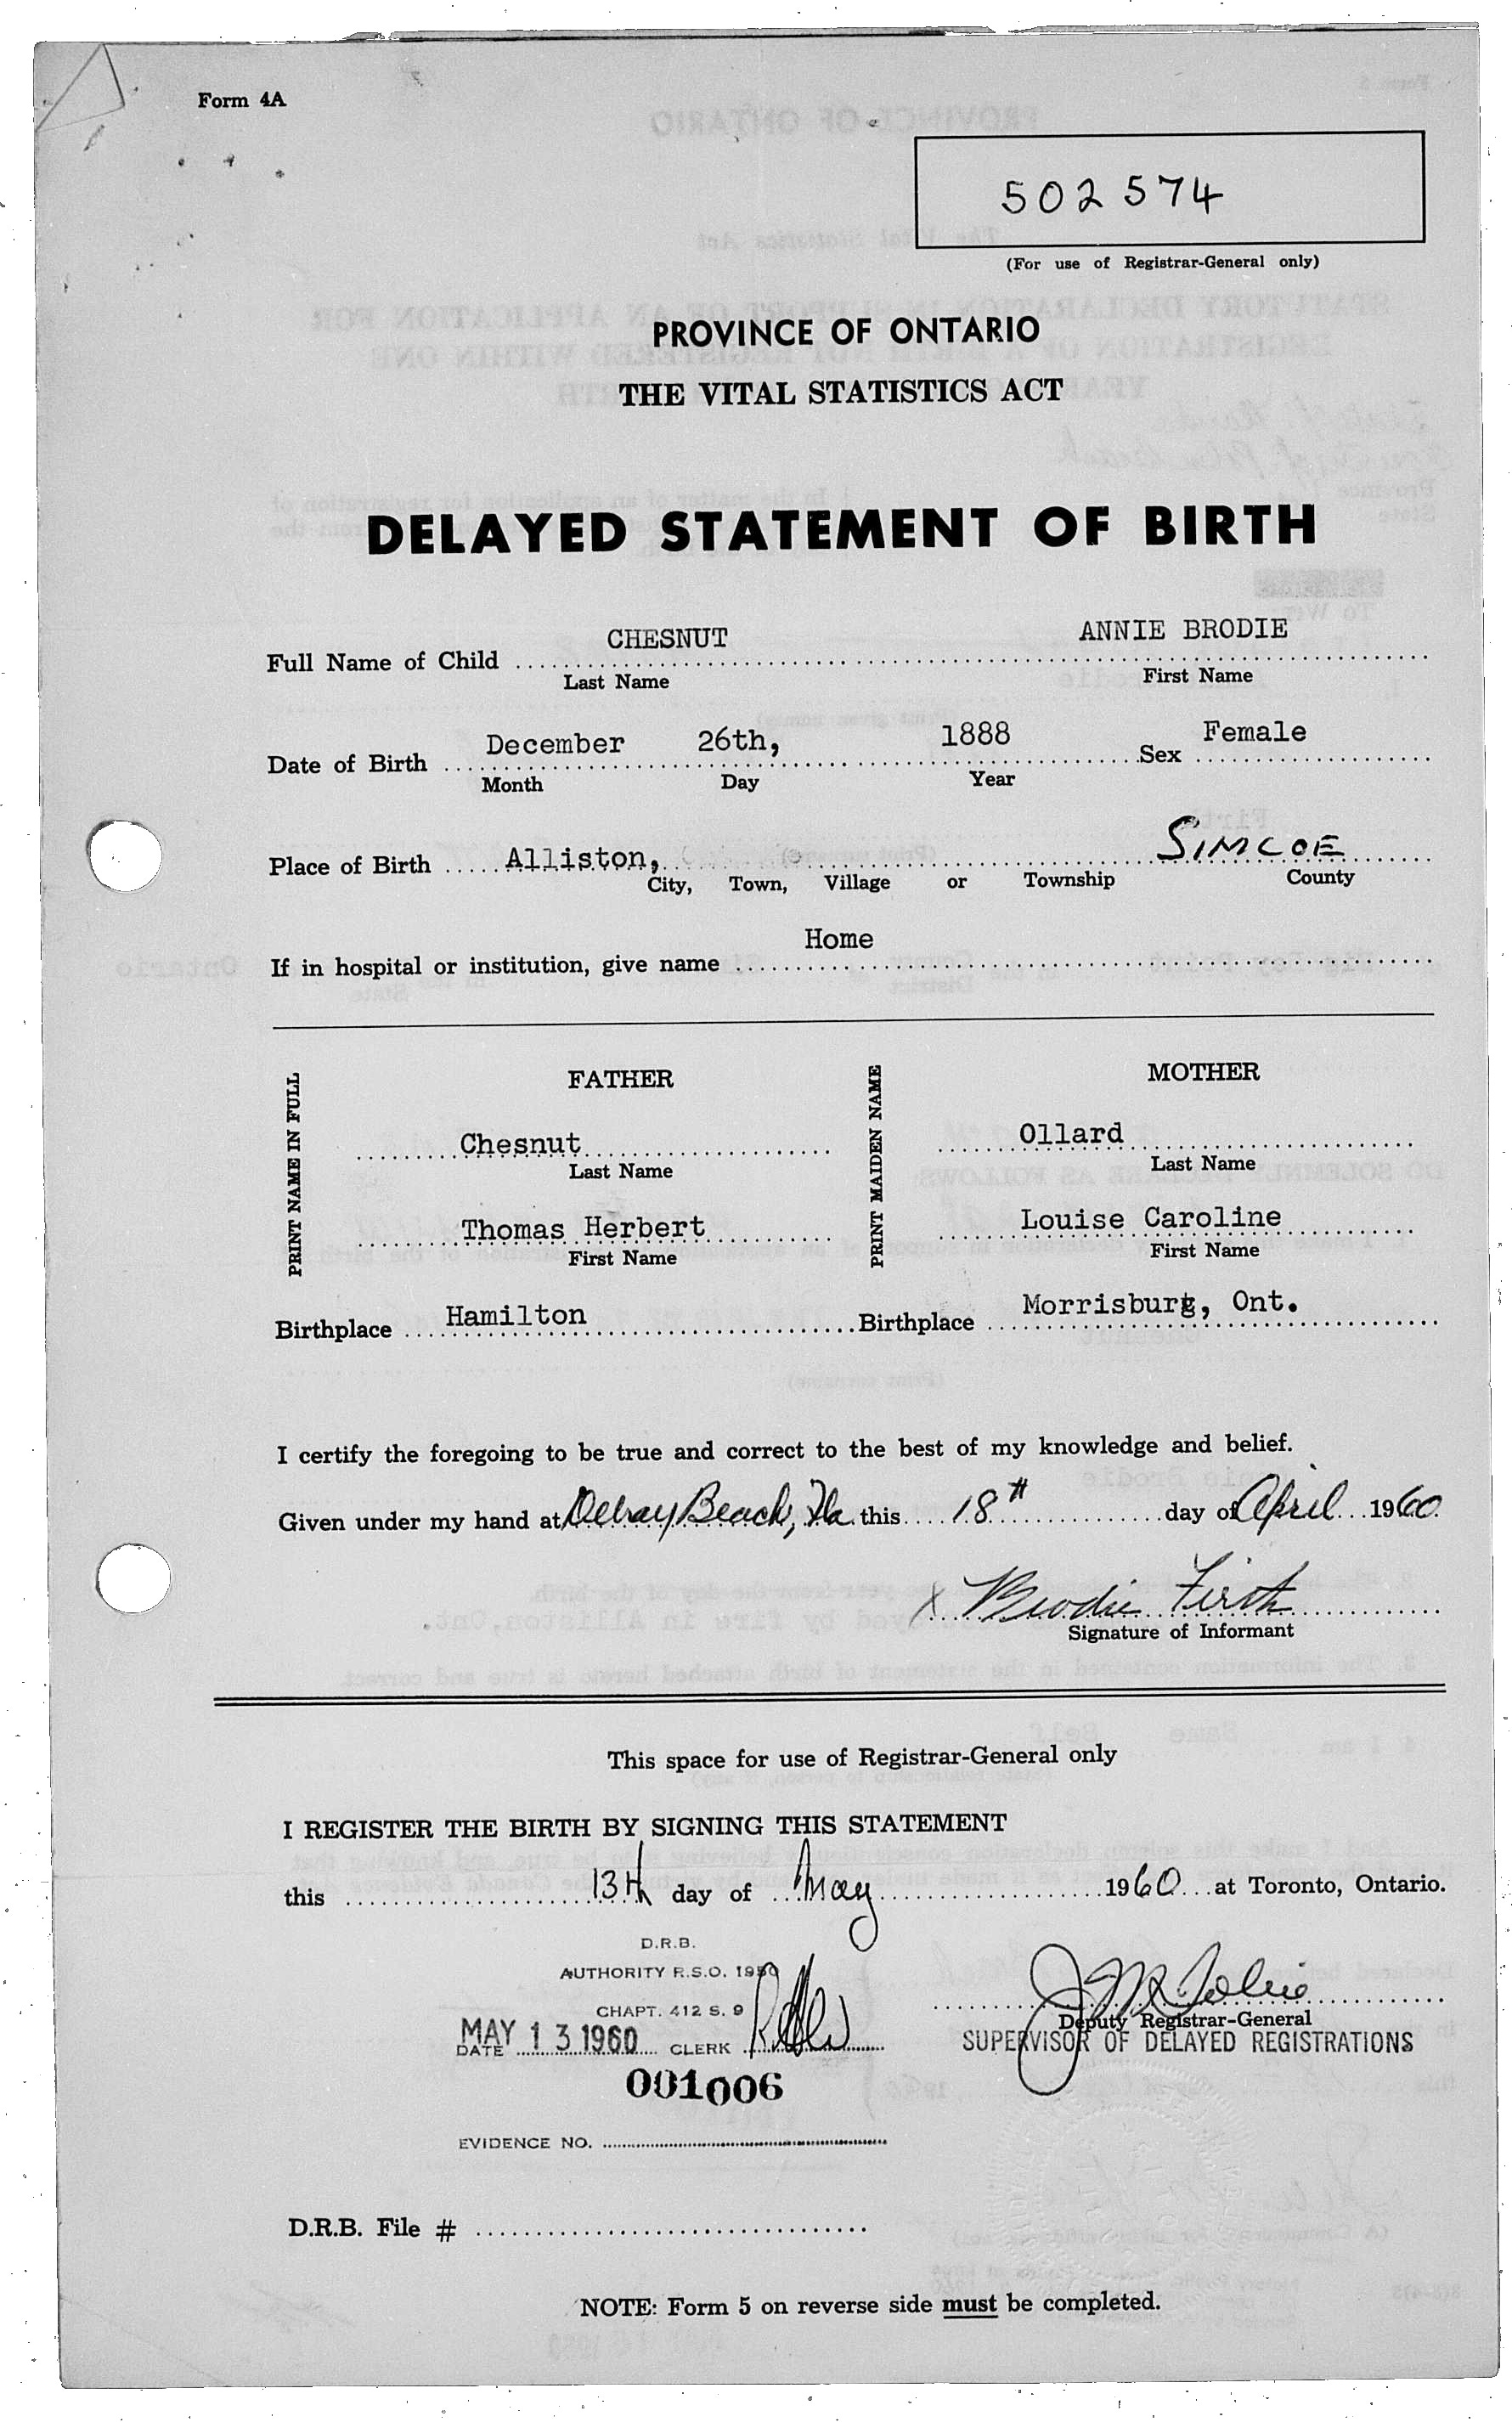 Form 4A
502574
(For use of Registrar-General only)
PROVINCE OF ONTARIO
THE VITAL STATISTICS ACT
DELAYED STATEMENT OF BIRTH
Full Name of Child CHESNUT ANNIE BRODIE
Last Name First Name
Date of Birth December 26th, 1888 Sex Female
Month Day Year
Place of Birth Alliston, SIMCOE
City, Town, Village or Township County
If in hospital or institution, give name Home
PRINT NAME IN FULL
FATHER
Chesnut
Last Name
Thomas Herbert
First Name
Birthplace Hamilton
PRINT MAIDEN NAME
MOTHER
Ollard
Last Name
Louise Caroline
First Name
Birthplace Morrisburg, Ont.
I certify the foregoing to be true and correct to the best of my knowledge and belief.
Given under my hand at Delray Beach, Fla. this 18th day of April 1960
X Brodie Firth
Signature of Informant
This space for use of Registrar-General only
I REGISTER THE BIRTH BY SIGNING THIS STATEMENT
this 13th day of May 1960 at Toronto, Ontario.
D.R.B.
AUTHORITY R.S.O. 1950
CHAPT. 412 S. 9
DATE MAY 13 1960 CLERK
Deputy Registrar-General
SUPERVISOR OF DELAYED REGISTRATIONS
001006
EVIDENCE NO.
D.R.B. File #
NOTE: Form 5 on reverse side must be completed.